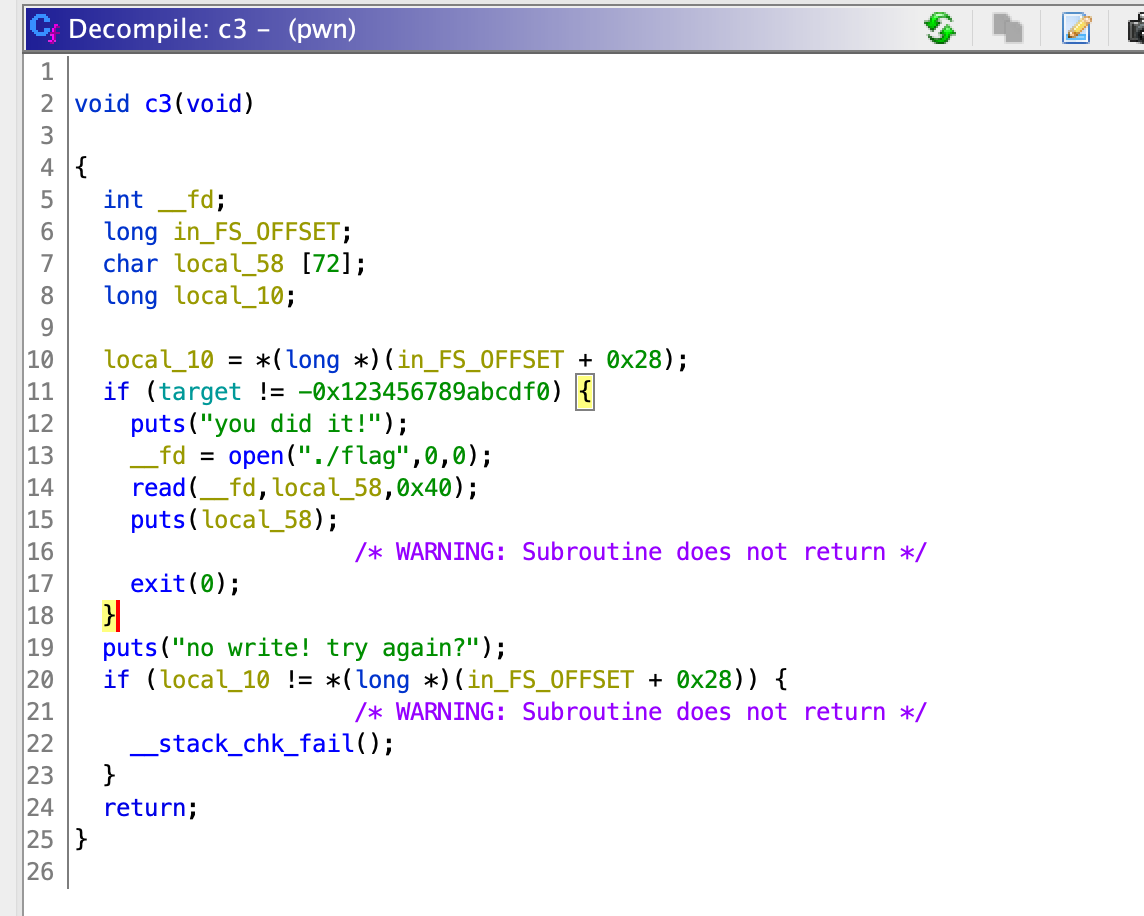 Decompile: c3 – (pwn)
1
2 void c3(void)
3
4 {
5 int __fd;
6 long in_FS_OFFSET;
7 char local_58 [72];
8 long local_10;
9
10 local_10 = *(long *)(in_FS_OFFSET + 0x28);
11 if (target != -0x123456789abcdf0) {
12 puts("you did it!");
13 __fd = open("./flag",0,0);
14 read(__fd,local_58,0x40);
15 puts(local_58);
16 /* WARNING: Subroutine does not return */
17 exit(0);
18 }
19 puts("no write! try again?");
20 if (local_10 != *(long *)(in_FS_OFFSET + 0x28)) {
21 /* WARNING: Subroutine does not return */
22 __stack_chk_fail();
23 }
24 return;
25 }
26